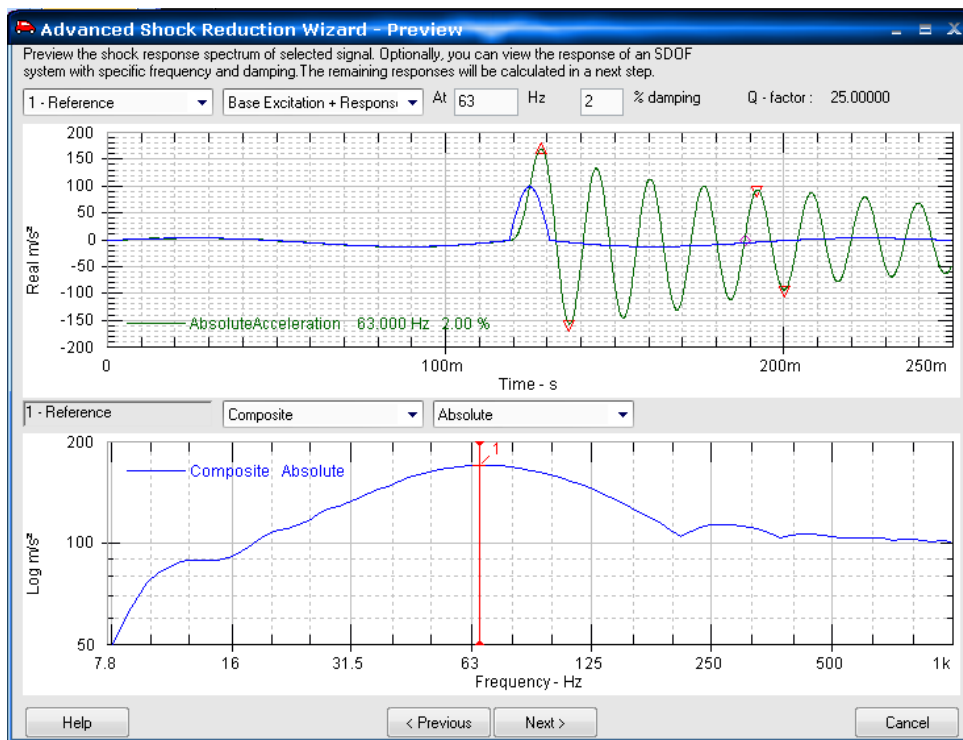 Advanced Shock Reduction Wizard - Preview
Preview the shock response spectrum of selected signal. Optionally, you can view the response of an SDOF
system with specific frequency and damping.The remaining responses will be calculated in a next step.
1 - Reference Base Excitation + Respons At 63 Hz 2 % damping Q - factor : 25.00000
200
150
100
50
0
-50
-100
-150
-200
Real m/s²
AbsoluteAcceleration 63.000 Hz 2.00 %
0 100m 200m 250m
Time - s
1 - Reference Composite Absolute
200
100
50
Log m/s²
1
Composite Absolute
7.8 16 31.5 63 125 250 500 1k
Frequency - Hz
Help < Previous Next > Cancel